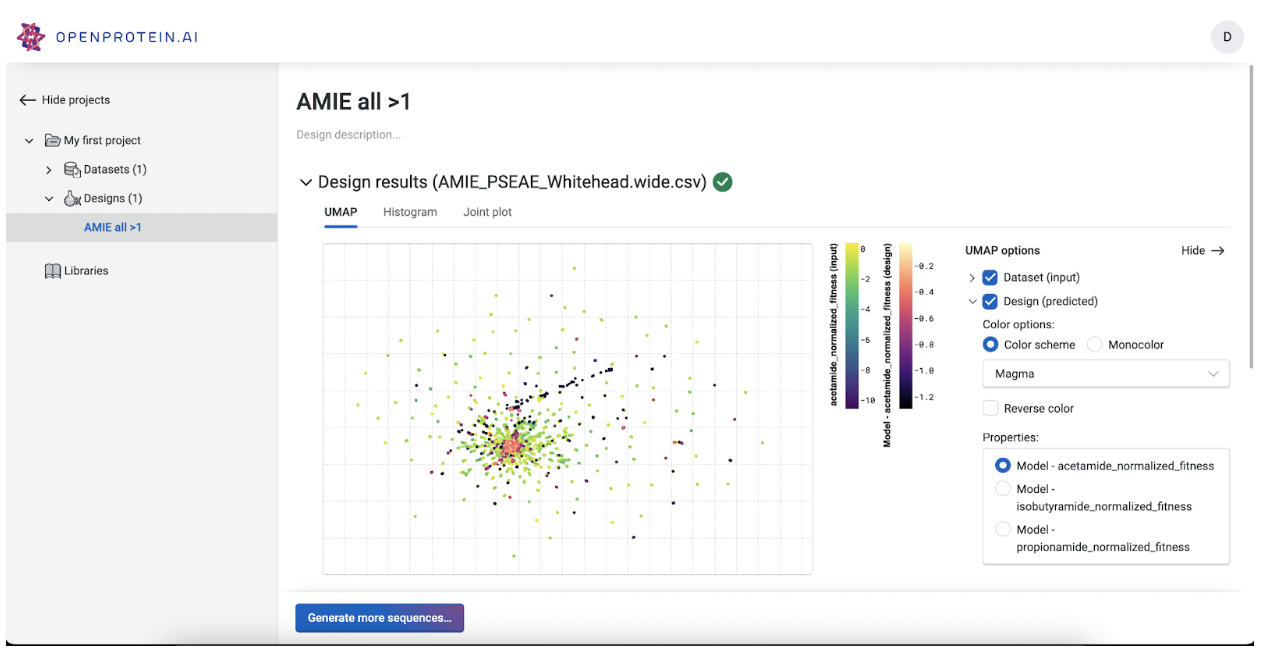 OPENPROTEIN.AI
D
Hide projects
My first project
Datasets (1)
Designs (1)
AMIE all >1
Libraries
AMIE all >1
Design description...
Design results (AMIE_PSEAE_Whitehead.wide.csv)
UMAP Histogram Joint plot
acetamide_normalized_fitness (input)
0
-2
-4
-6
-8
-10
Model - acetamide_normalized_fitness (design)
-0.2
-0.4
-0.6
-0.8
-1.0
-1.2
UMAP options
Hide
Dataset (input)
Design (predicted)
Color options:
Color scheme Monocolor
Magma
Reverse color
Properties:
Model - acetamide_normalized_fitness
Model -
isobutyramide_normalized_fitness
Model -
propionamide_normalized_fitness
Generate more sequences...